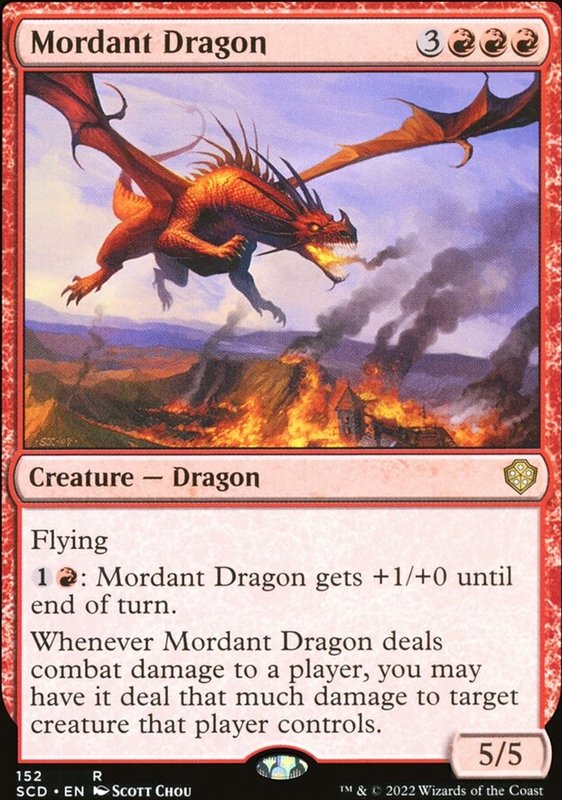 Mordant Dragon 3
Creature — Dragon
Flying
1: Mordant Dragon gets +1/+0 until
end of turn.
Whenever Mordant Dragon deals
combat damage to a player, you may
have it deal that much damage to target
creature that player controls.
5/5
152 R
SCD • EN Scott Chou
™ & © 2022 Wizards of the Coast